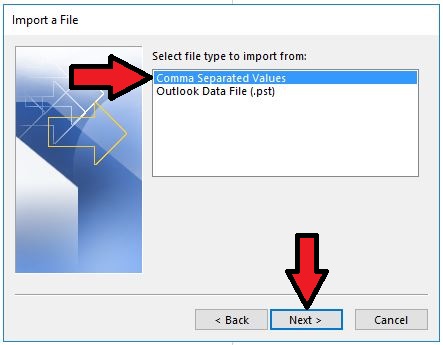 Import a File
Select file type to import from:
Comma Separated Values
Outlook Data File (.pst)
< Back
Next >
Cancel